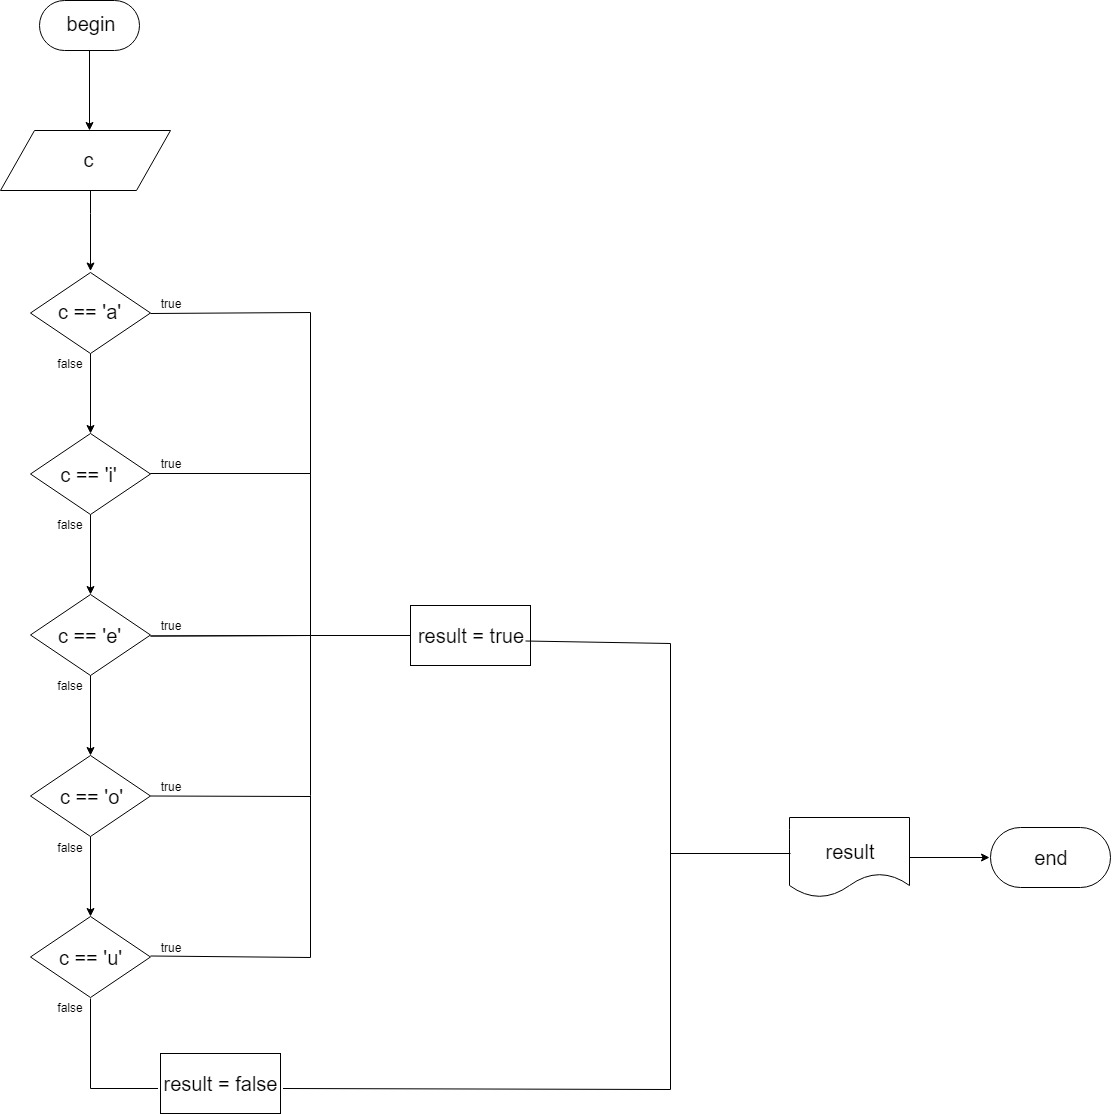 begin
c
c == 'a'
true
false
c == 'i'
true
false
c == 'e'
true
false
result = true
c == 'o'
true
false
result
end
c == 'u'
true
false
result = false